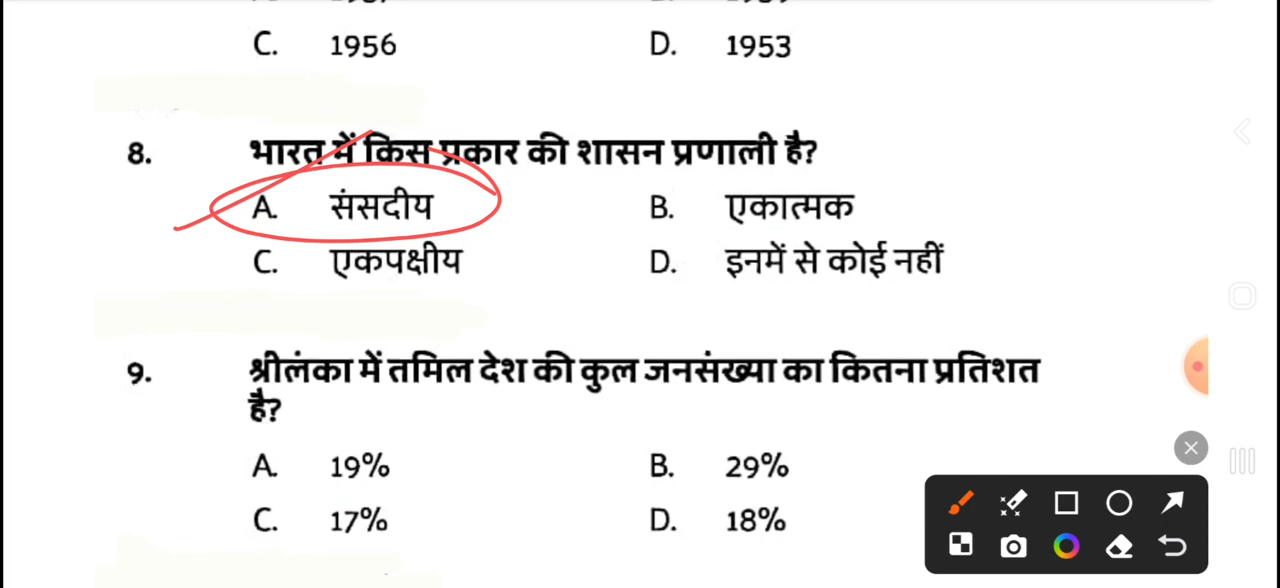 C. 1956 D. 1953
8. भारत में किस प्रकार की शासन प्रणाली है?
A. संसदीय B. एकात्मक
C. एकपक्षीय D. इनमें से कोई नहीं
9. श्रीलंका में तमिल देश की कुल जनसंख्या का कितना प्रतिशत
है?
A. 19% B. 29%
C. 17% D. 18%